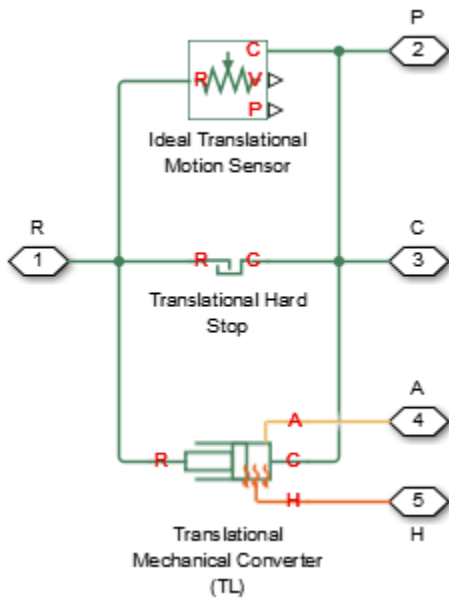 P
2
C
R
V
P
Ideal Translational
Motion Sensor
R
1
R
C
C
3
Translational Hard
Stop
A
4
A
R
C
H
5
H
Translational
Mechanical Converter
(TL)